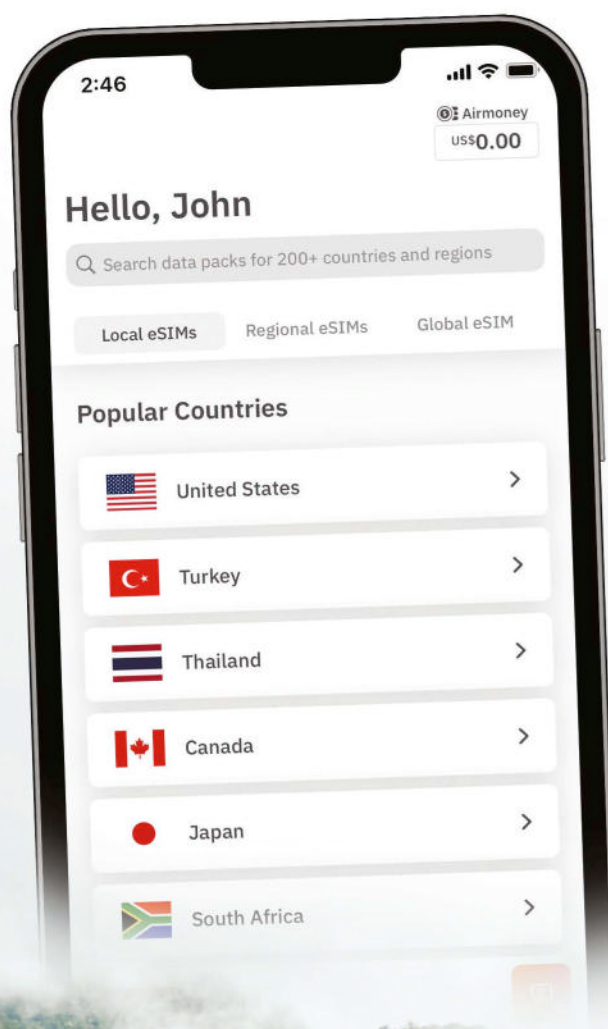 2:46
Airmoney
US$0.00
Hello, John
Search data packs for 200+ countries and regions
Local eSIMs
Regional eSIMs
Global eSIM
Popular Countries
United States
Turkey
Thailand
Canada
Japan
South Africa